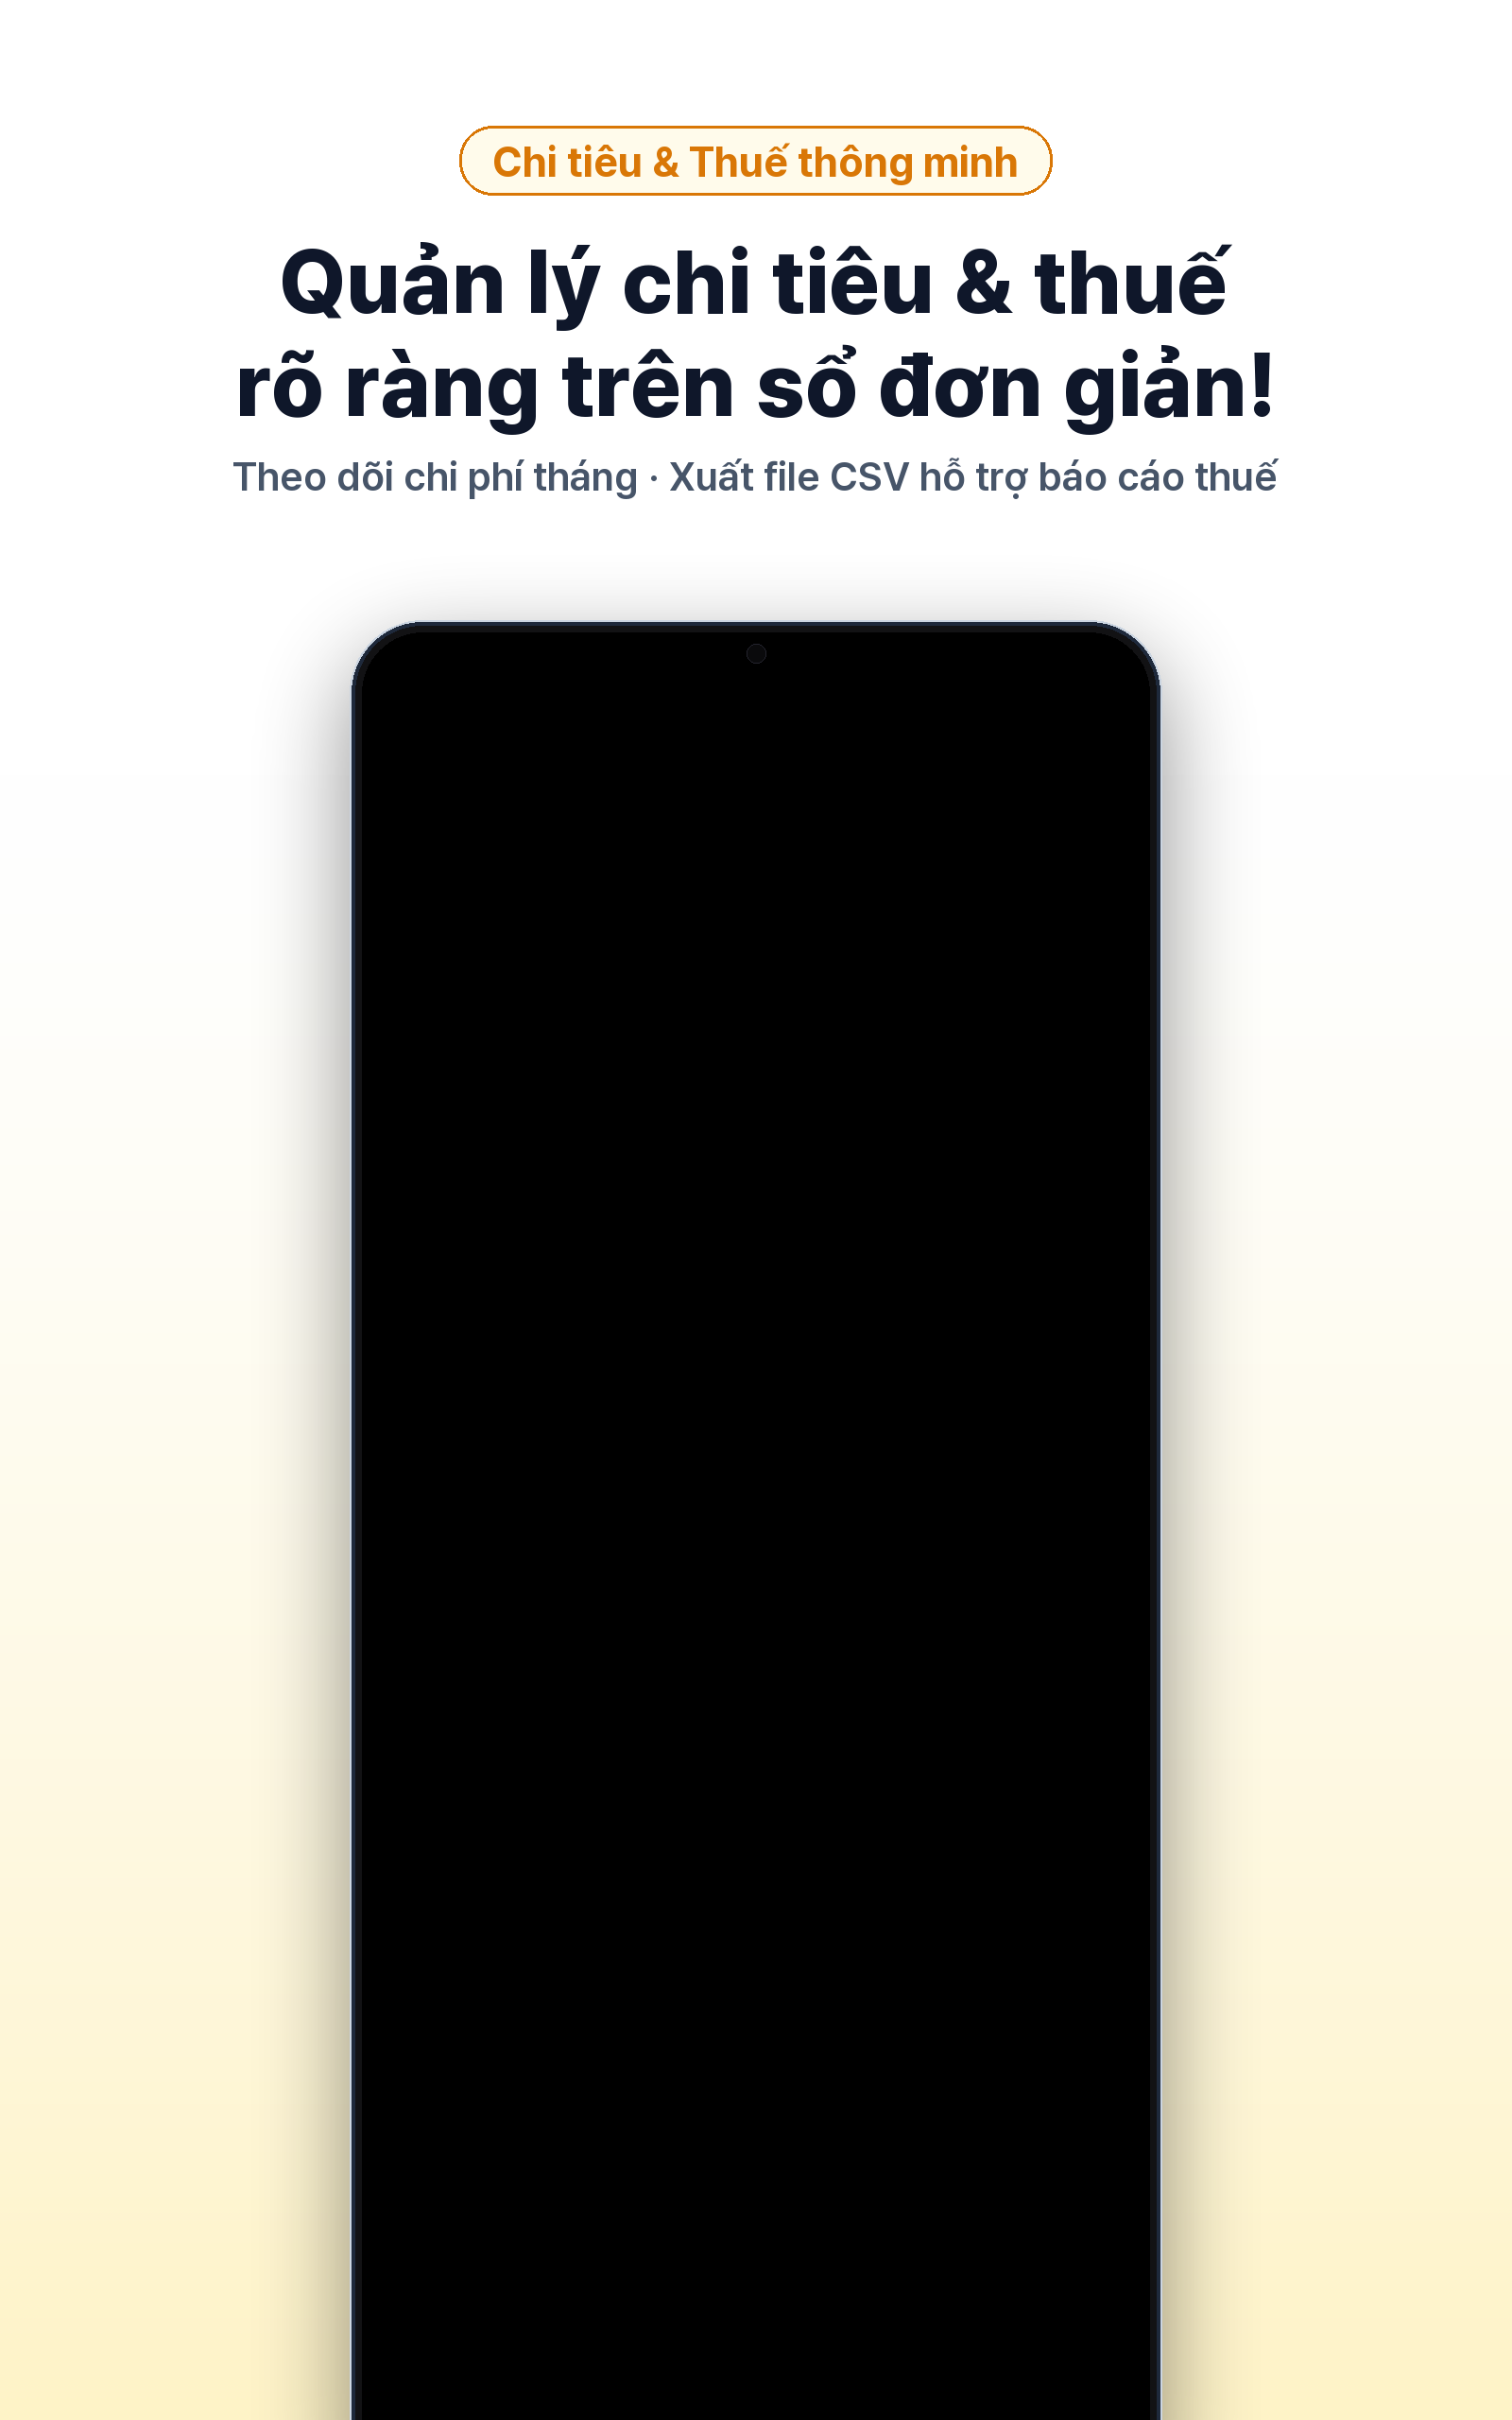 Chi tiêu & Thuế thông minh
Quản lý chi tiêu & thuế
rõ ràng trên sổ đơn giản!
Theo dõi chi phí tháng · Xuất file CSV hỗ trợ báo cáo thuế